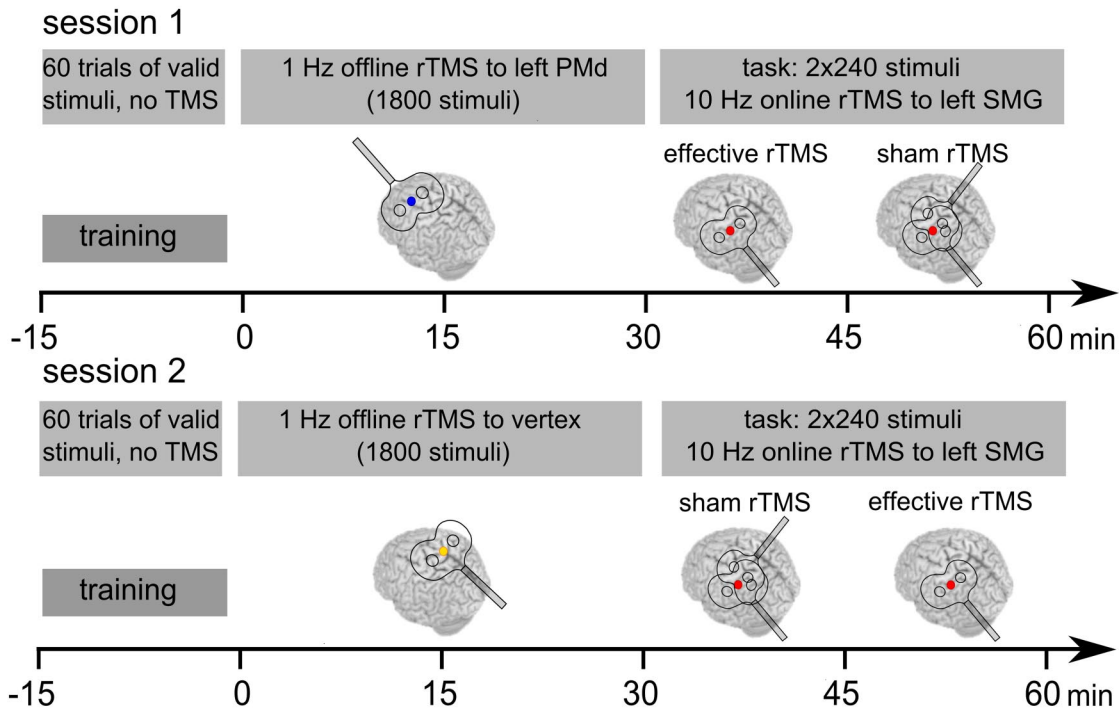 session 1
60 trials of valid
stimuli, no TMS
1 Hz offline rTMS to left PMd
(1800 stimuli)
task: 2x240 stimuli
10 Hz online rTMS to left SMG
effective rTMS
sham rTMS
training
-15
0
15
30
45
60 min
session 2
60 trials of valid
stimuli, no TMS
1 Hz offline rTMS to vertex
(1800 stimuli)
task: 2x240 stimuli
10 Hz online rTMS to left SMG
sham rTMS
effective rTMS
training
-15
0
15
30
45
60 min